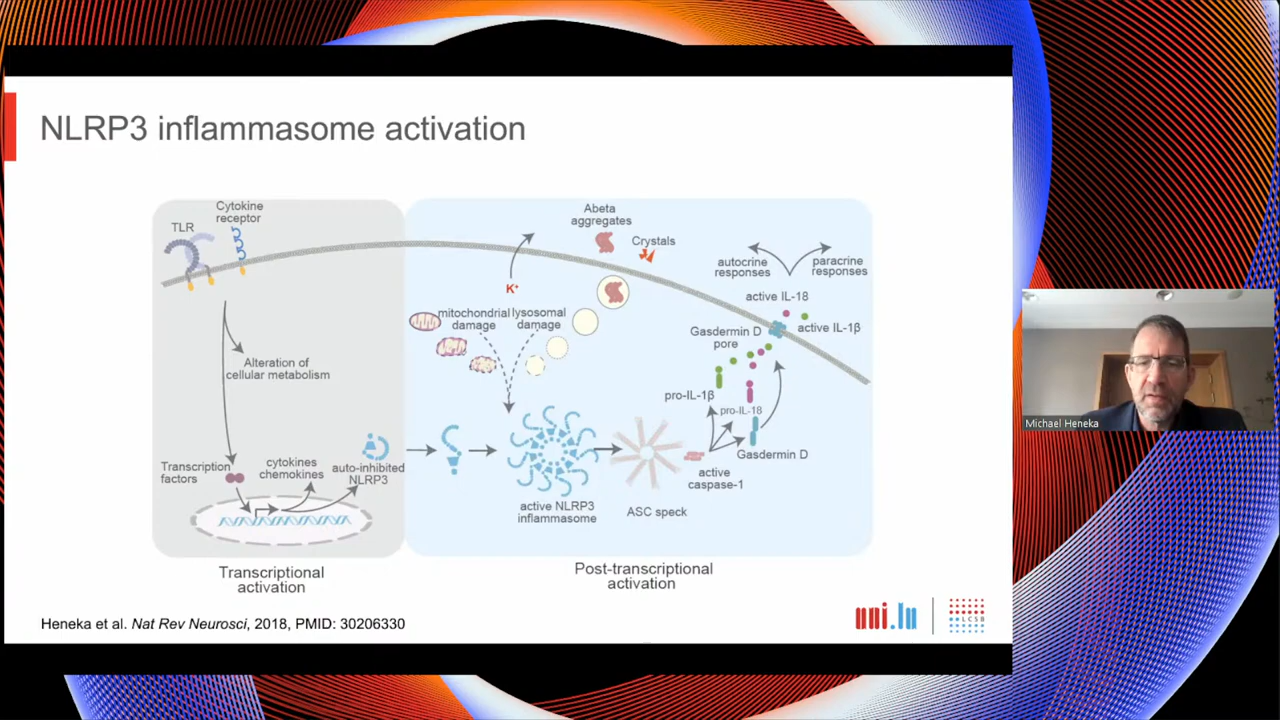 NLRP3 inflammasome activation
Cytokine
receptor
TLR
Alteration of
cellular metabolism
Transcription
factors
cytokines
chemokines
auto-inhibited
NLRP3
Transcriptional
activation
Abeta
aggregates
Crystals
K+
mitochondrial
damage
lysosomal
damage
autocrine
responses
paracrine
responses
active IL-18
active IL-1β
Gasdermin D
pore
pro-IL-1β
pro-IL-18
Gasdermin D
active
caspase-1
active NLRP3
inflammasome
ASC speck
Post-transcriptional
activation
Heneka et al. Nat Rev Neurosci, 2018, PMID: 30206330
uni.lu
LCSB
Michael Heneka